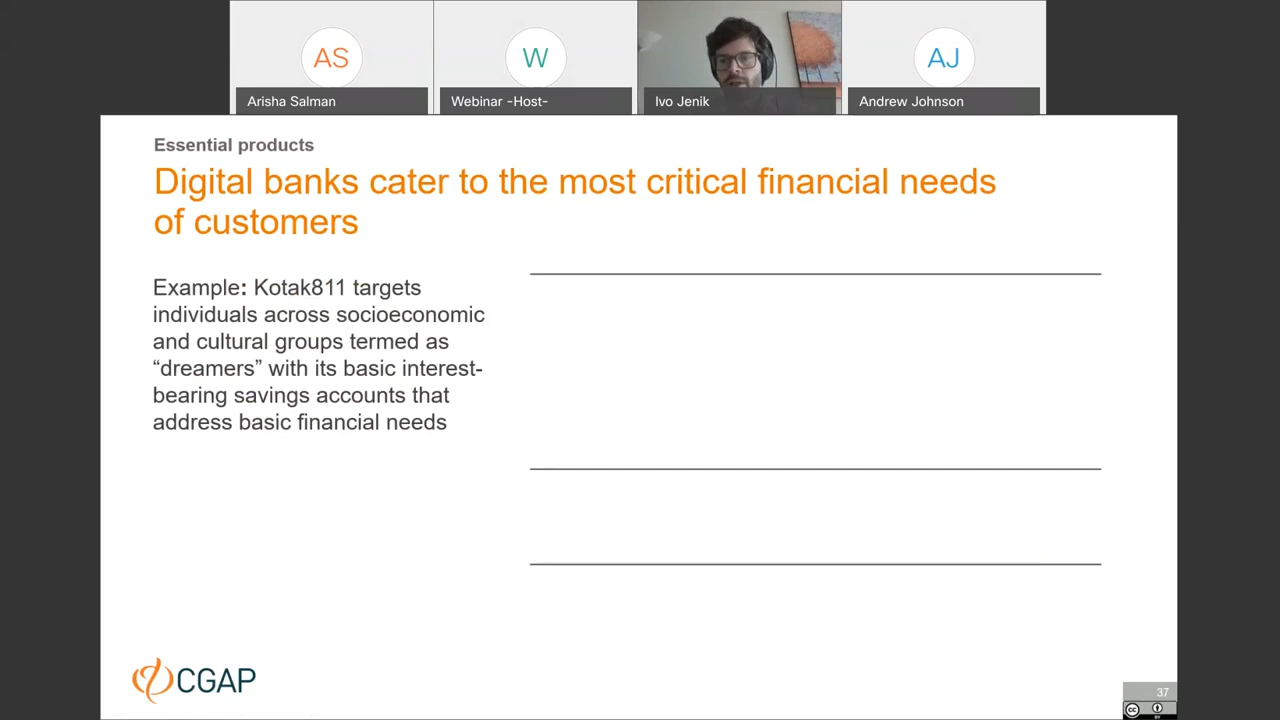 AS
W
AJ
Arisha Salman
Webinar -Host-
Ivo Jenik
Andrew Johnson
Essential products
Digital banks cater to the most critical financial needs
of customers
Example: Kotak811 targets
individuals across socioeconomic
and cultural groups termed as
“dreamers” with its basic interest-
bearing savings accounts that
address basic financial needs
CGAP
37
cc
BY